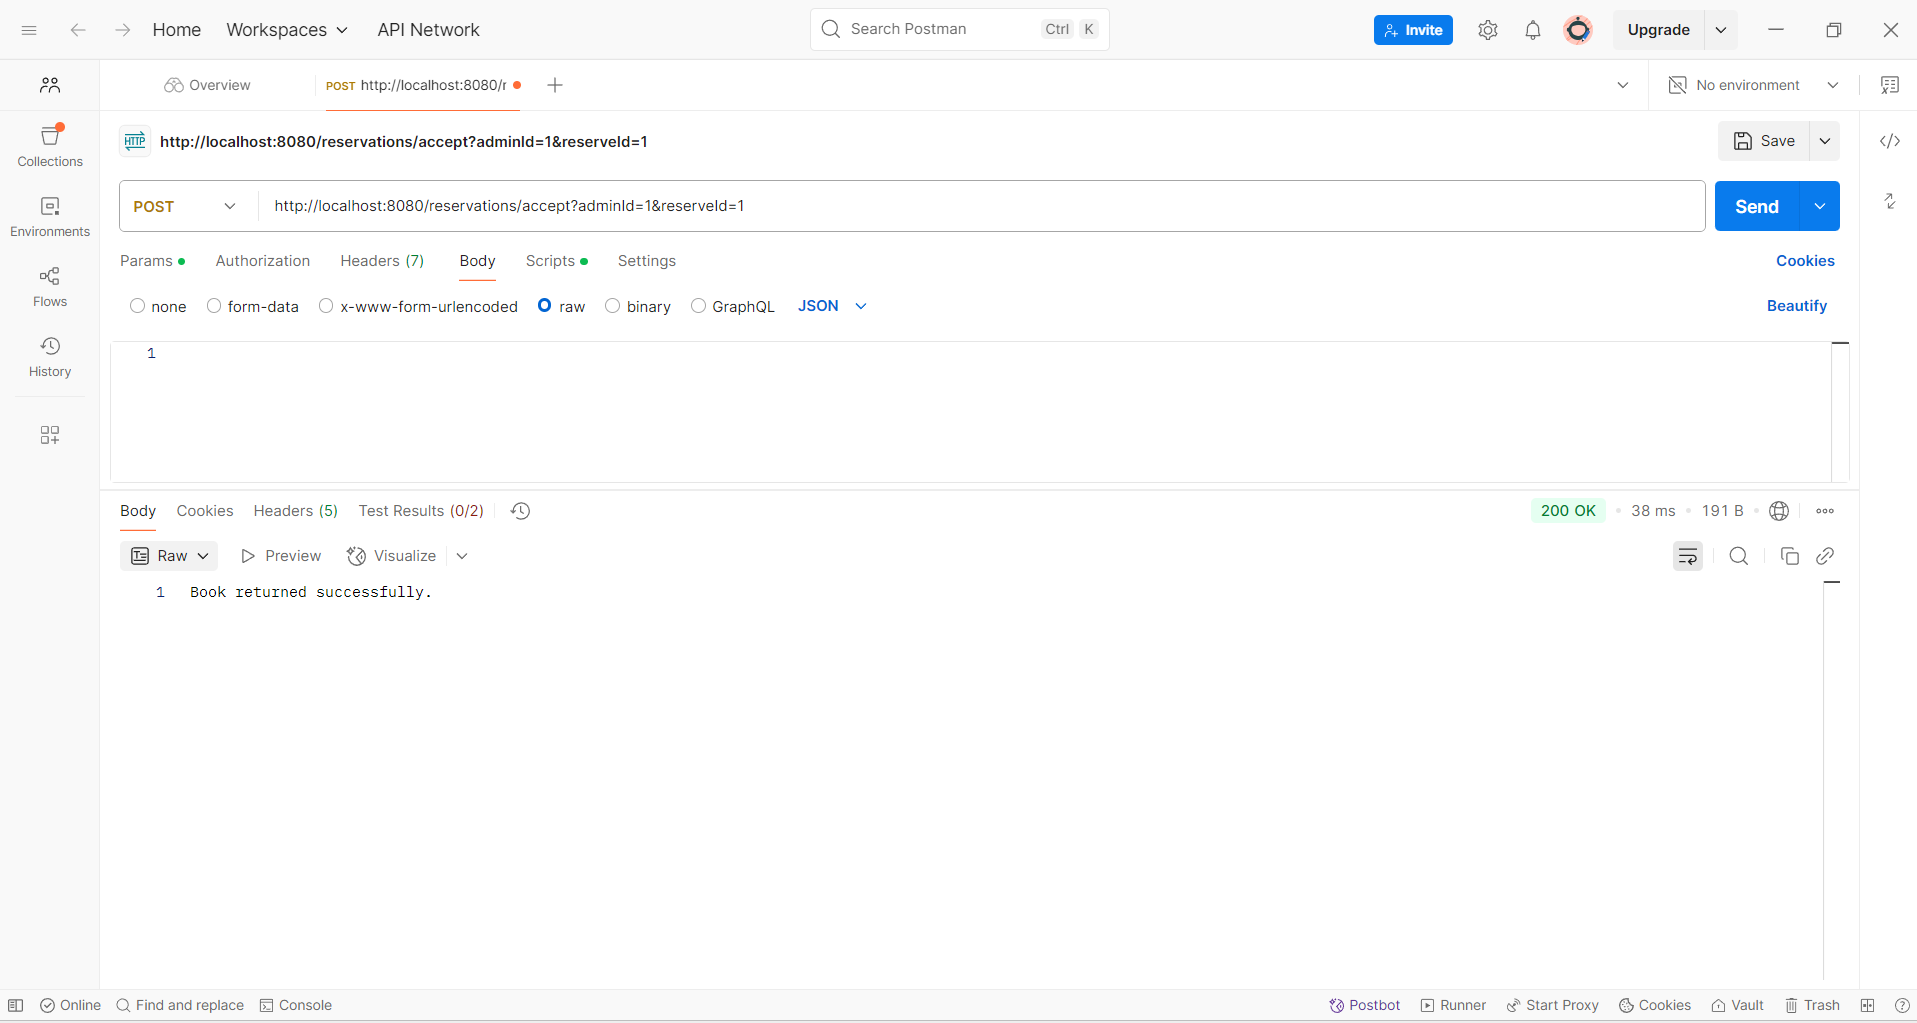 Home Workspaces API Network Search Postman Ctrl K Invite Upgrade
Overview POST http://localhost:8080/r No environment
HTTP http://localhost:8080/reservations/accept?adminId=1&reserveId=1 Save
POST http://localhost:8080/reservations/accept?adminId=1&reserveId=1 Send
Params Authorization Headers (7) Body Scripts Settings Cookies
none form-data x-www-form-urlencoded raw binary GraphQL JSON Beautify
1
Collections
Environments
Flows
History
Body Cookies Headers (5) Test Results (0/2) 200 OK 38 ms 191 B
Raw Preview Visualize
1 Book returned successfully.
Online Find and replace Console Postbot Runner Start Proxy Cookies Vault Trash